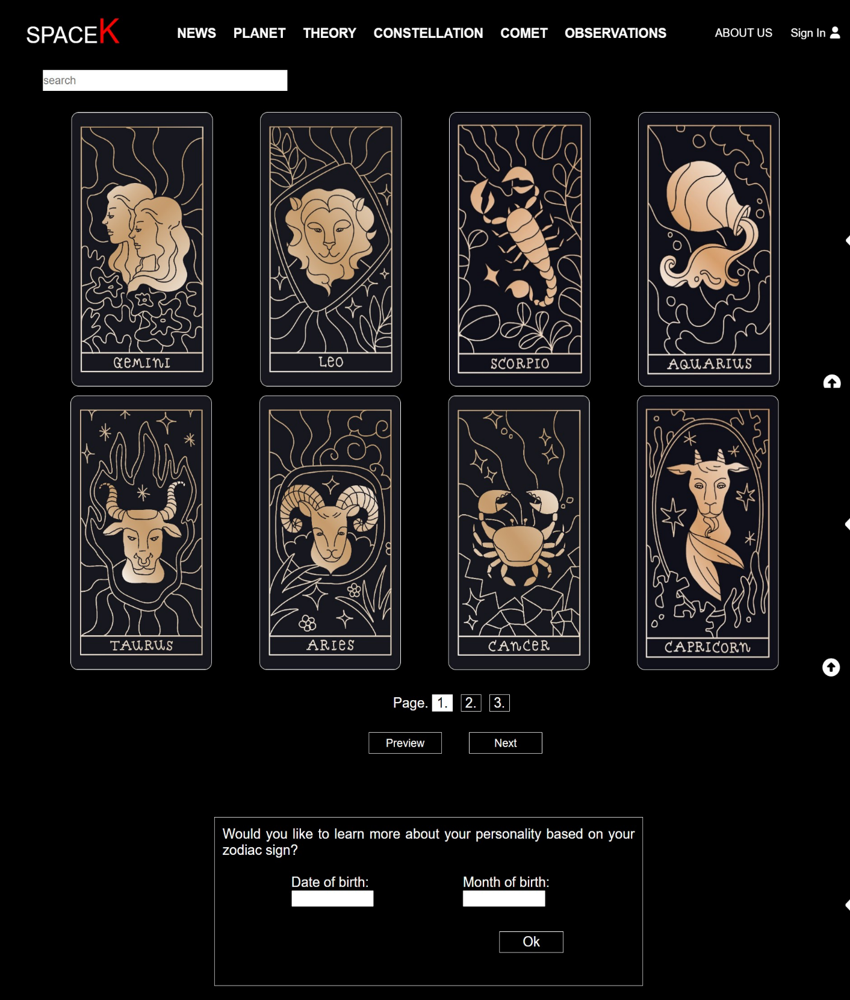 SPACEK
NEWS PLANET THEORY CONSTELLATION COMET OBSERVATIONS ABOUT US Sign In
search
GEMINI LEO SCORPIO AQUARIUS
TAURUS ARIES CANCER CAPRICORN
Page. 1. 2. 3.
Preview Next
Would you like to learn more about your personality based on your
zodiac sign?
Date of birth: Month of birth:
Ok